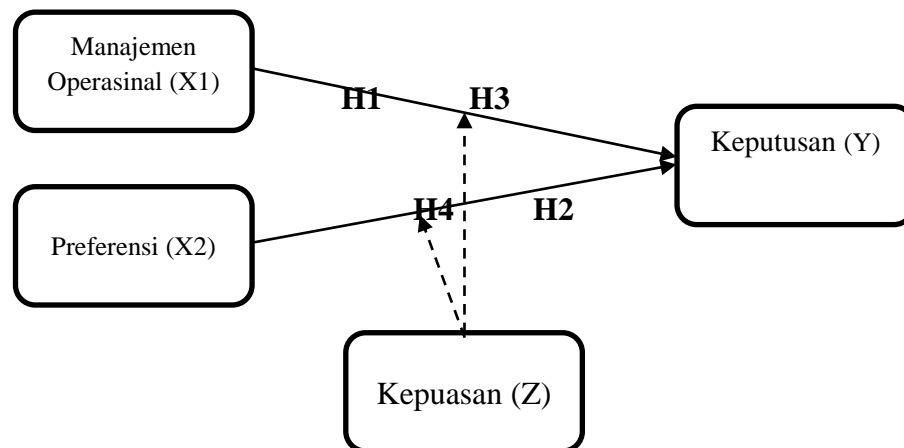 Manajemen
Operasinal (X1)
H1
H3
Keputusan (Y)
H4
H2
Preferensi (X2)
Kepuasan (Z)